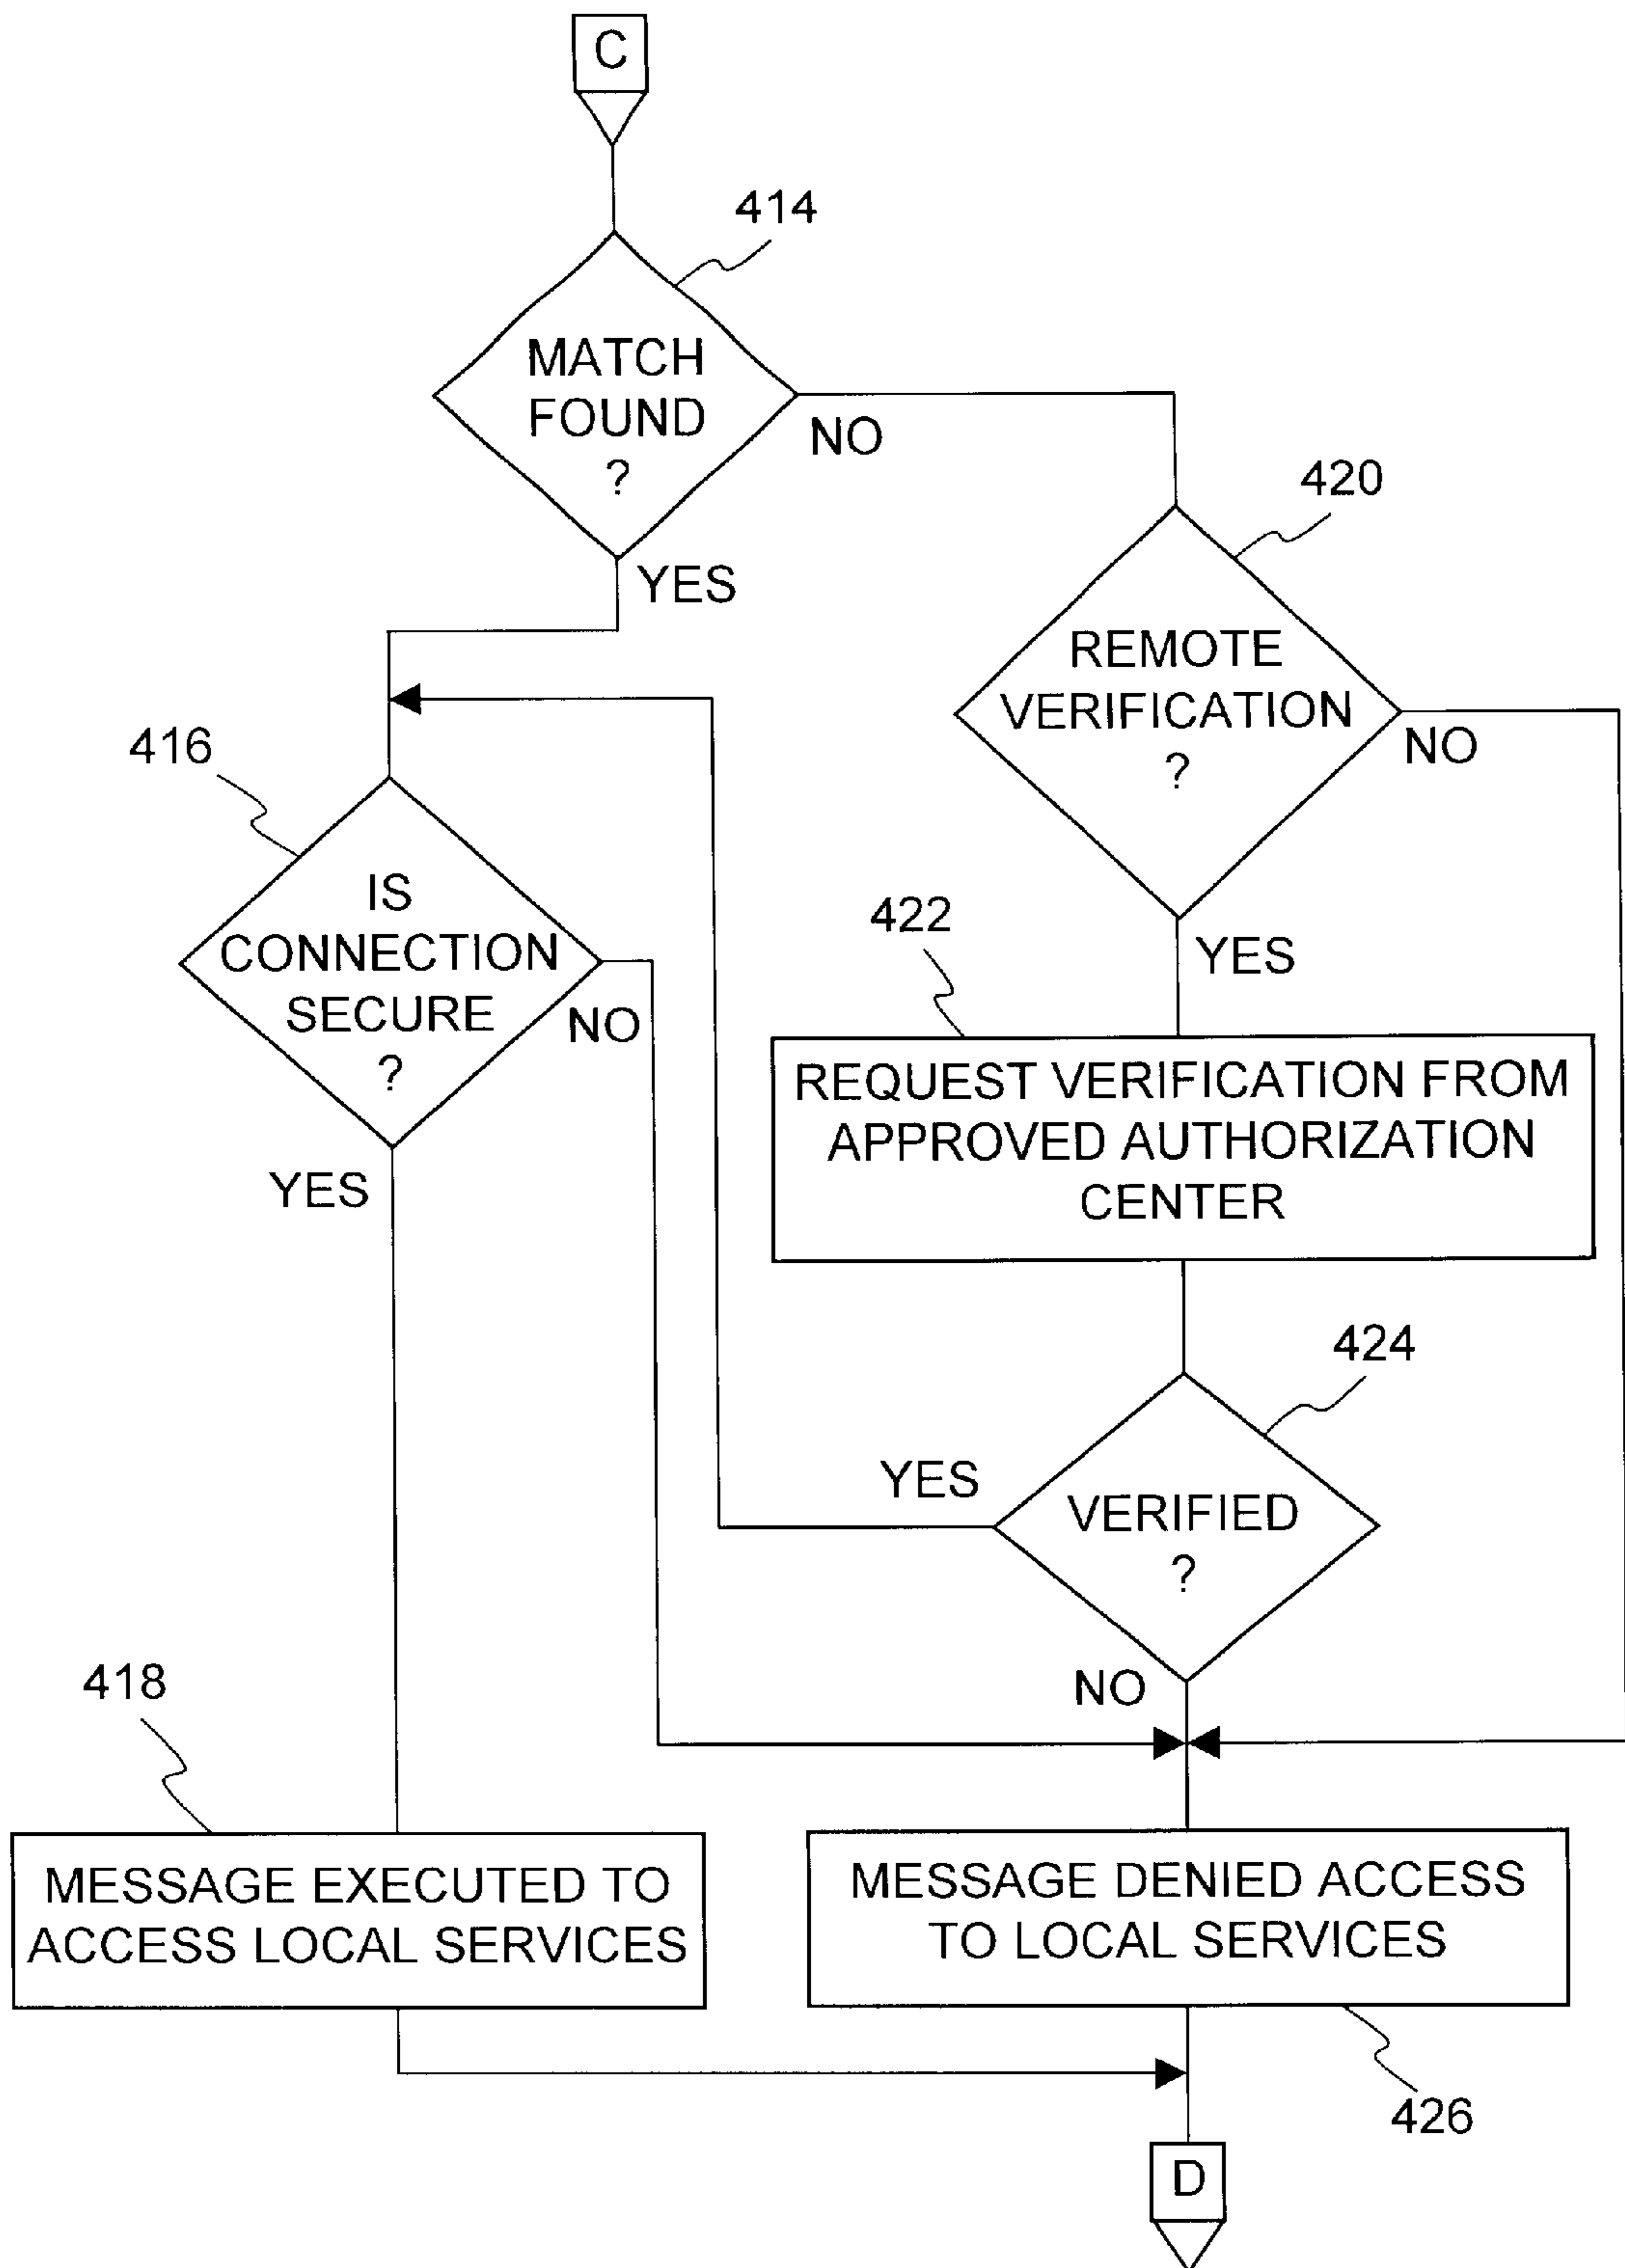 C
414
MATCH
FOUND
?
NO
YES
420
REMOTE
VERIFICATION
?
NO
YES
416
IS
CONNECTION
SECURE
?
NO
YES
422
REQUEST VERIFICATION FROM
APPROVED AUTHORIZATION
CENTER
424
YES
VERIFIED
?
NO
418
MESSAGE EXECUTED TO
ACCESS LOCAL SERVICES
MESSAGE DENIED ACCESS
TO LOCAL SERVICES
426
D